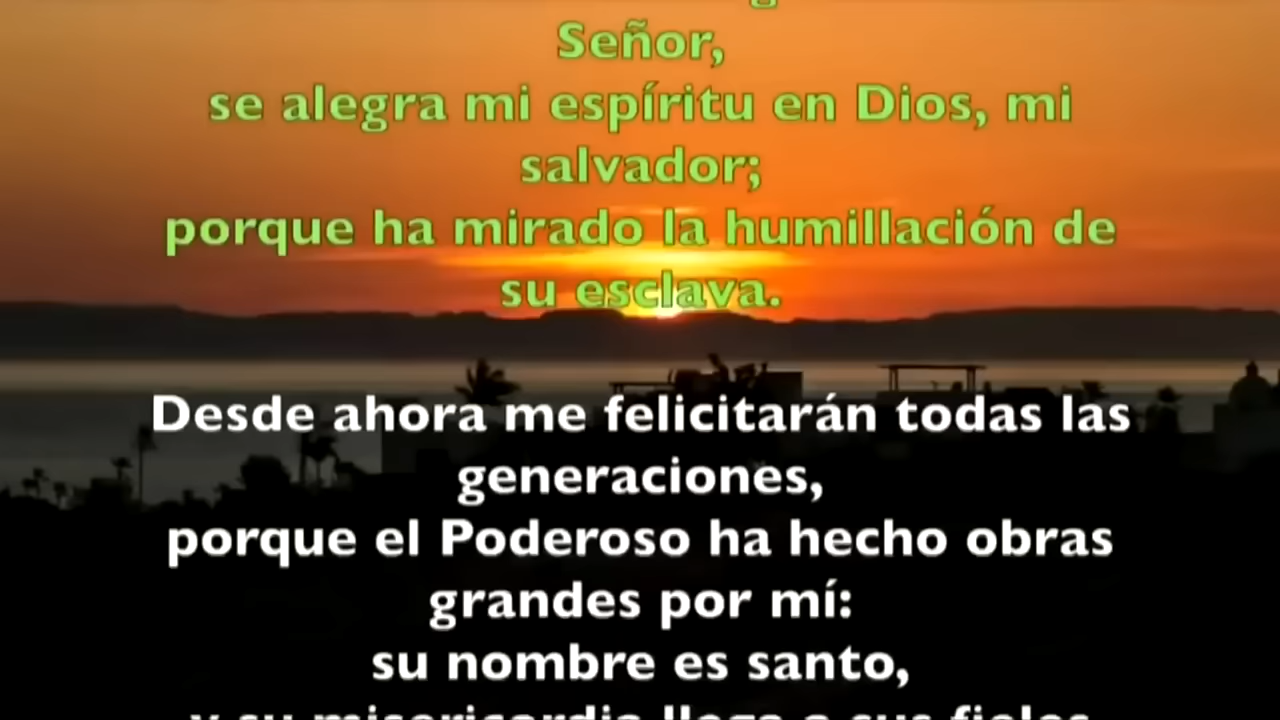 Señor,
se alegra mi espíritu en Dios, mi
salvador;
porque ha mirado la humillación de
su esclava.
Desde ahora me felicitarán todas las
generaciones,
porque el Poderoso ha hecho obras
grandes por mí:
su nombre es santo,
y su misericordia llega a sus fieles